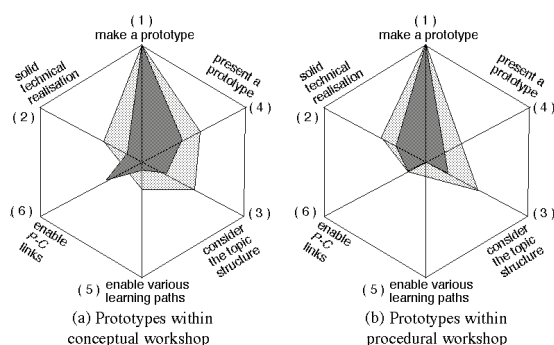 ( 1 )
make a prototype
solid
technical
realisation
( 2 )
present a
prototype
( 4 )
( 6 )
enable
P-C
links
( 3 )
consider
the topic
structure
( 5 ) enable various
learning paths
(a) Prototypes within
conceptual workshop
( 1 )
make a prototype
solid
technical
realisation
( 2 )
present a
prototype
( 4 )
( 6 )
enable
P-C
links
( 3 )
consider
the topic
structure
( 5 ) enable various
learning paths
(b) Prototypes within
procedural workshop